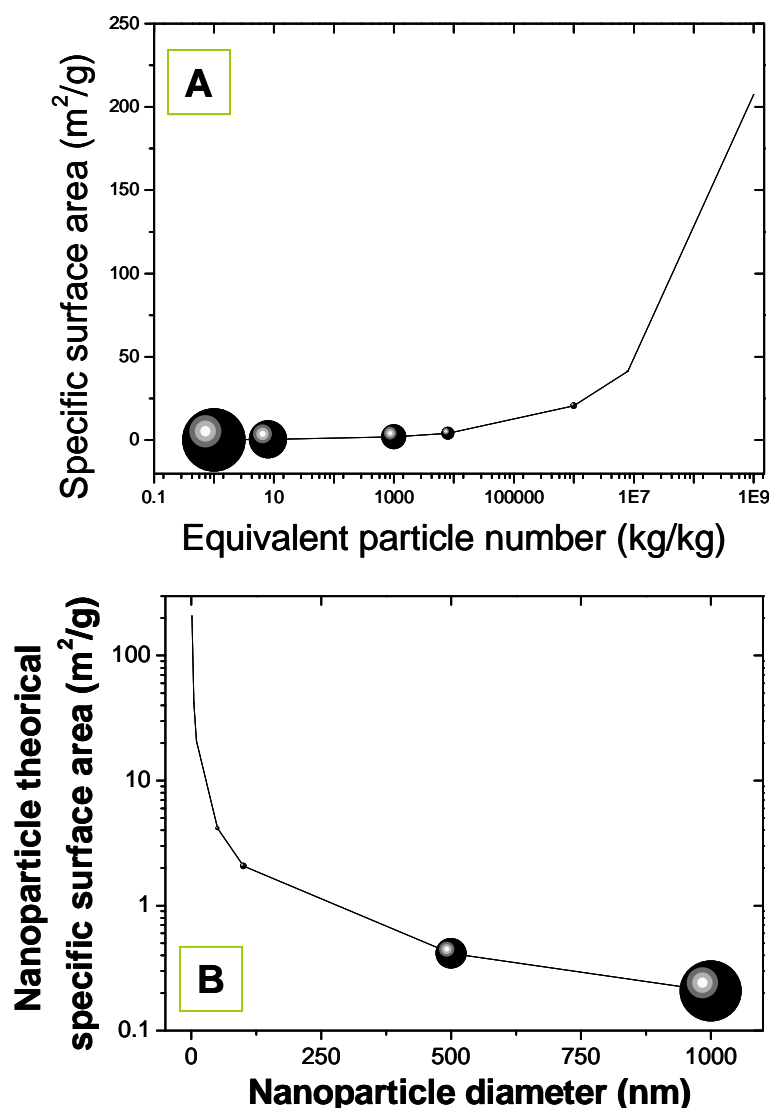 A
Specific surface area (m²/g)
250
200
150
100
50
0
0.1
10
1000
100000
1E7
1E9
Equivalent particle number (kg/kg)
B
Nanoparticle theorical
specific surface area (m²/g)
100
10
1
0.1
0
250
500
750
1000
Nanoparticle diameter (nm)